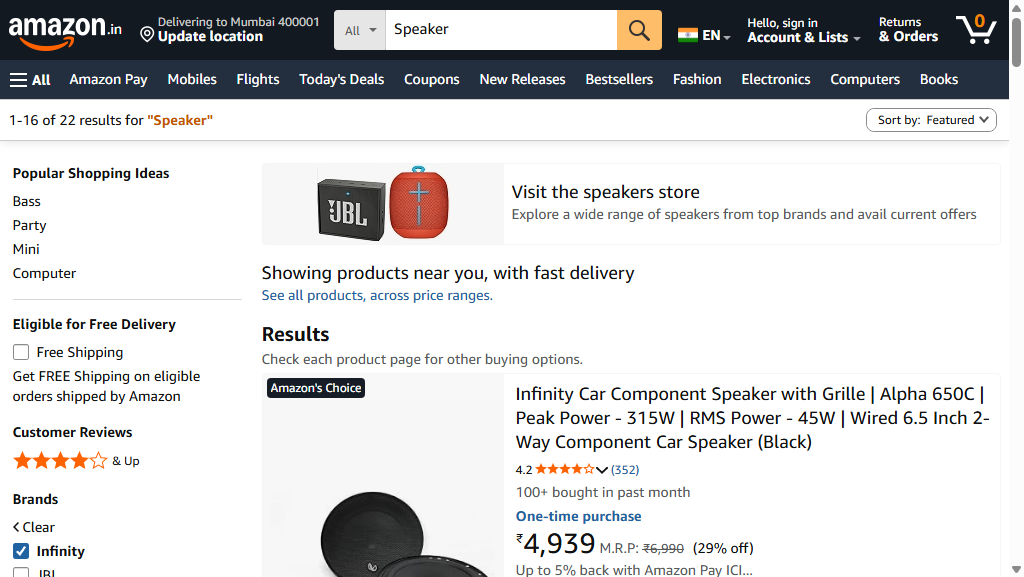 amazon.in
Delivering to Mumbai 400001
Update location
All
Speaker
EN
Hello, sign in
Account & Lists
Returns
& Orders
0
All
Amazon Pay
Mobiles
Flights
Today's Deals
Coupons
New Releases
Bestsellers
Fashion
Electronics
Computers
Books
1-16 of 22 results for "Speaker"
Sort by: Featured
Popular Shopping Ideas
Bass
Party
Mini
Computer
Eligible for Free Delivery
Free Shipping
Get FREE Shipping on eligible
orders shipped by Amazon
Customer Reviews
& Up
Brands
Clear
Infinity
JBL
JBL
Visit the speakers store
Explore a wide range of speakers from top brands and avail current offers
Showing products near you, with fast delivery
See all products, across price ranges.
Results
Check each product page for other buying options.
Amazon's Choice
Infinity Car Component Speaker with Grille | Alpha 650C |
Peak Power - 315W | RMS Power - 45W | Wired 6.5 Inch 2-
Way Component Car Speaker (Black)
4.2 (352)
100+ bought in past month
One-time purchase
₹4,939 M.R.P: ₹6,990 (29% off)
Up to 5% back with Amazon Pay ICI...